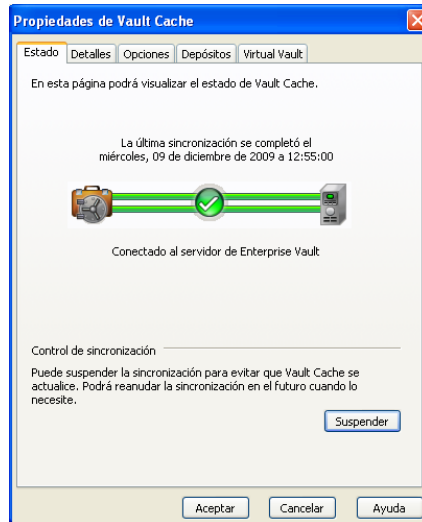 Propiedades de Vault Cache
Estado Detalles Opciones Depósitos Virtual Vault
En esta página podrá visualizar el estado de Vault Cache.
La última sincronización se completó el
miércoles, 09 de diciembre de 2009 a 12:55:00
Conectado al servidor de Enterprise Vault
Control de sincronización
Puede suspender la sincronización para evitar que Vault Cache se
actualice. Podrá reanudar la sincronización en el futuro cuando lo
necesite.
Suspender
Aceptar Cancelar Ayuda